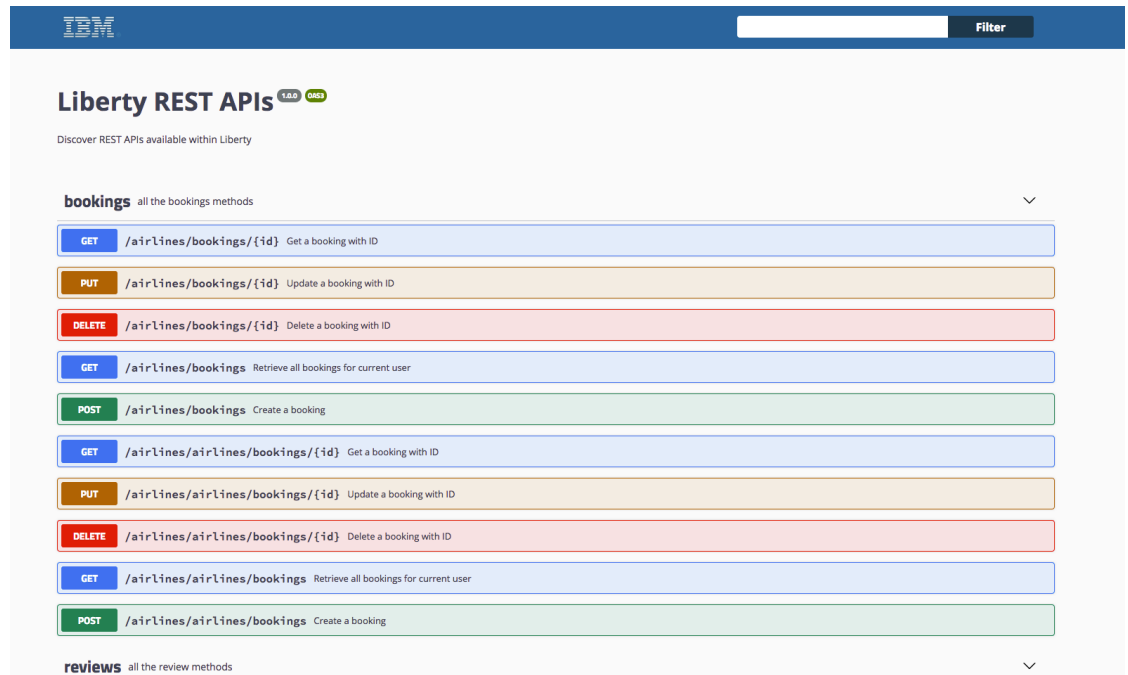 IBM
Filter
Liberty REST APIs 1.0.0 OAS3
Discover REST APIs available within Liberty
bookings all the bookings methods
GET /airlines/bookings/{id} Get a booking with ID
PUT /airlines/bookings/{id} Update a booking with ID
DELETE /airlines/bookings/{id} Delete a booking with ID
GET /airlines/bookings Retrieve all bookings for current user
POST /airlines/bookings Create a booking
GET /airlines/airlines/bookings/{id} Get a booking with ID
PUT /airlines/airlines/bookings/{id} Update a booking with ID
DELETE /airlines/airlines/bookings/{id} Delete a booking with ID
GET /airlines/airlines/bookings Retrieve all bookings for current user
POST /airlines/airlines/bookings Create a booking
reviews all the review methods